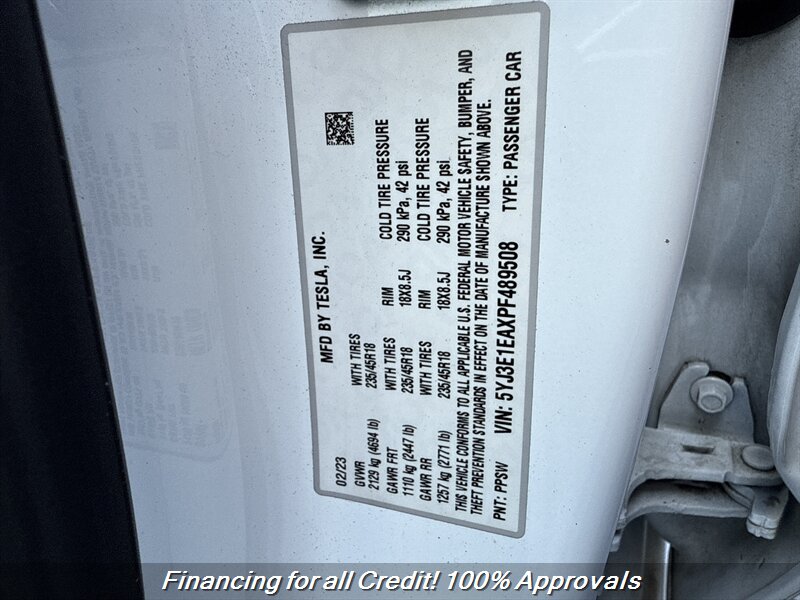 MFD BY TESLA, INC.
02/23
GVWR WITH TIRES RIM COLD TIRE PRESSURE
2129 kg (4694 lb) 235/45R18
GAWR FRT WITH TIRES RIM COLD TIRE PRESSURE
1110 kg (2447 lb) 235/45R18 18X8.5J 290 kPa, 42 psi
GAWR RR WITH TIRES RIM COLD TIRE PRESSURE
1257 kg (2771 lb) 235/45R18 18X8.5J 290 kPa, 42 psi
THIS VEHICLE CONFORMS TO ALL APPLICABLE U.S. FEDERAL MOTOR VEHICLE SAFETY, BUMPER, AND
THEFT PREVENTION STANDARDS IN EFFECT ON THE DATE OF MANUFACTURE SHOWN ABOVE.
PNT: PPSW VIN: 5YJ3E1EAXPF489508 TYPE: PASSENGER CAR
Financing for all Credit! 100% Approvals